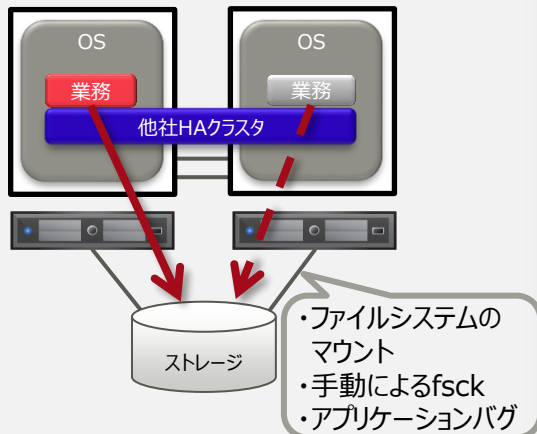 OS
OS
業務
業務
他社HAクラスタ
ストレージ
・ファイルシステムの
マウント
・手動によるfsck
・アプリケーションバグ